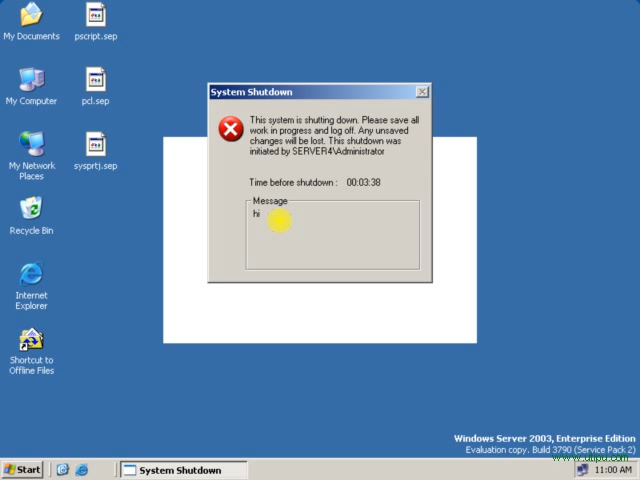 My Documents
pscript.sep
My Computer
pcl.sep
My Network
Places
sysprtj.sep
Recycle Bin
Internet
Explorer
Shortcut to
Offline Files
System Shutdown
This system is shutting down. Please save all
work in progress and log off. Any unsaved
changes will be lost. This shutdown was
initiated by SERVER4\Administrator
Time before shutdown : 00:03:38
Message
hi
Windows Server 2003, Enterprise Edition
Evaluation copy. Build 3790 (Service Pack 2)
Start
System Shutdown
11:00 AM